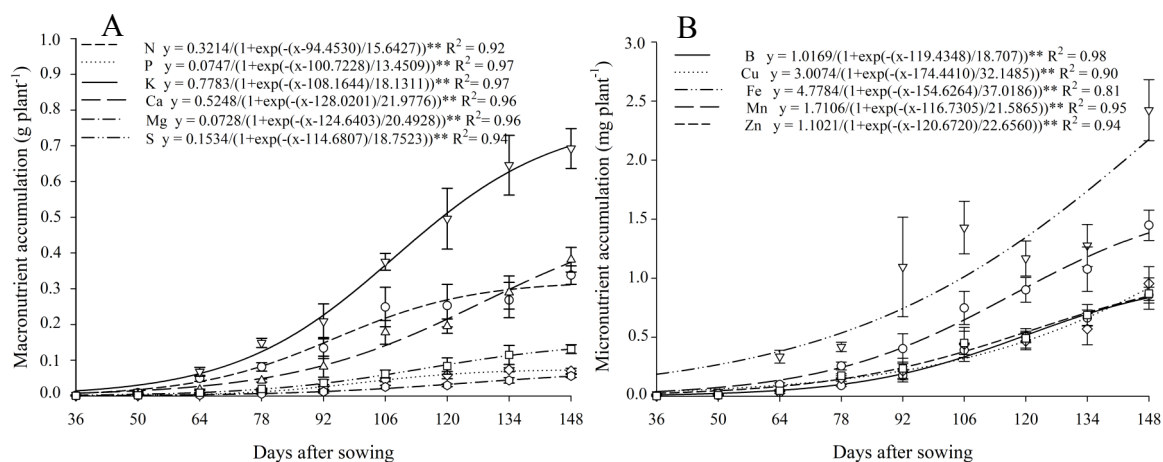 A
N y = 0.3214/(1+exp(-(x-94.4530)/15.6427))** R² = 0.92
P y = 0.0747/(1+exp(-(x-100.7228)/13.4509))** R² = 0.97
K y = 0.7783/(1+exp(-(x-108.1644)/18.1311))** R² = 0.97
Ca y = 0.5248/(1+exp(-(x-128.0201)/21.9776))** R² = 0.96
Mg y = 0.0728/(1+exp(-(x-124.6403)/20.4928))** R² = 0.96
S y = 0.1534/(1+exp(-(x-114.6807)/18.7523))** R² = 0.94
Macronutrient accumulation (g plant⁻¹)
1.0
0.9
0.8
0.7
0.6
0.5
0.4
0.3
0.2
0.1
0.0
36 50 64 78 92 106 120 134 148
Days after sowing
B
B y = 1.0169/(1+exp(-(x-119.4348)/18.707))** R² = 0.98
Cu y = 3.0074/(1+exp(-(x-174.4410)/32.1485))** R² = 0.90
Fe y = 4.7784/(1+exp(-(x-154.6264)/37.0186))** R² = 0.81
Mn y = 1.7106/(1+exp(-(x-116.7305)/21.5865))** R² = 0.95
Zn y = 1.1021/(1+exp(-(x-120.6720)/22.6560))** R² = 0.94
Micronutrient accumulation (mg plant⁻¹)
3.0
2.5
2.0
1.5
1.0
0.5
0.0
36 50 64 78 92 106 120 134 148
Days after sowing